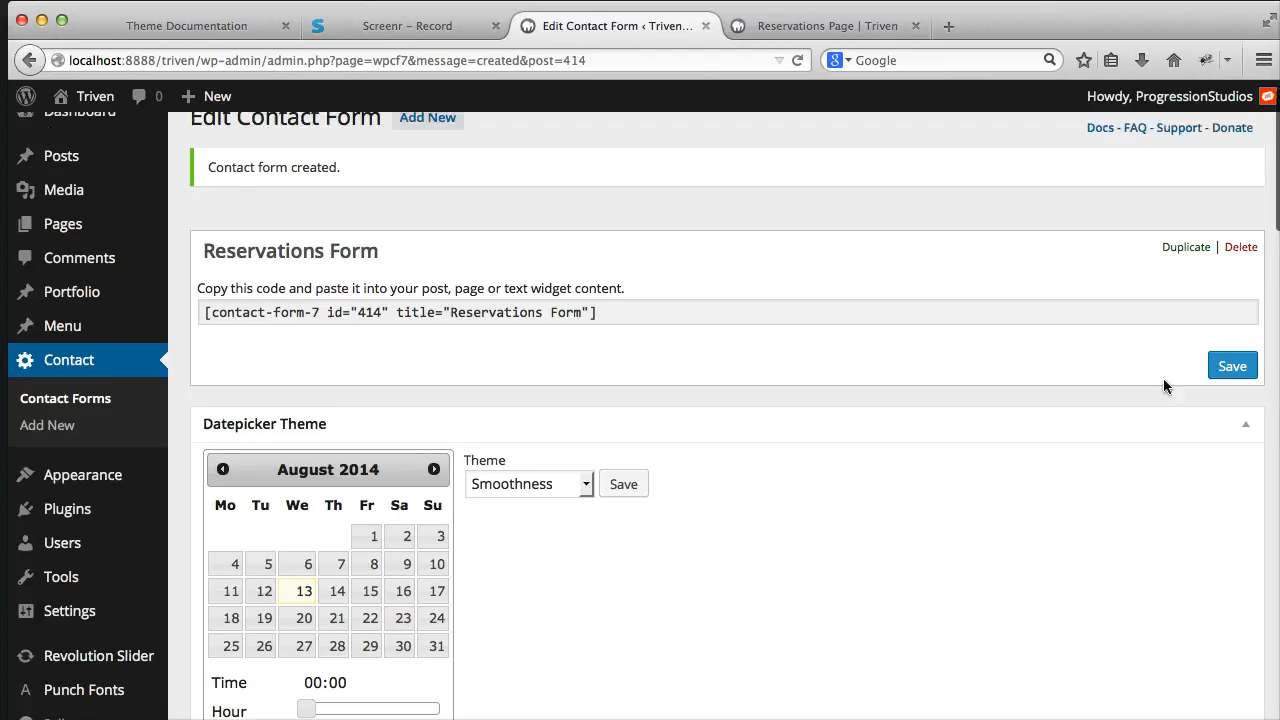 Theme Documentation
Screenr – Record
Edit Contact Form ‹ Triven...
Reservations Page | Triven
localhost:8888/triven/wp-admin/admin.php?page=wpcf7&message=created&post=414
Google
Triven
0
New
Howdy, ProgressionStudios
Dashboard
Posts
Media
Pages
Comments
Portfolio
Menu
Contact
Contact Forms
Add New
Appearance
Plugins
Users
Tools
Settings
Revolution Slider
Punch Fonts
Edit Contact Form
Add New
Docs - FAQ - Support - Donate
Contact form created.
Reservations Form
Duplicate | Delete
Copy this code and paste it into your post, page or text widget content.
[contact-form-7 id="414" title="Reservations Form"]
Save
Datepicker Theme
August 2014
Mo Tu We Th Fr Sa Su
1 2 3
4 5 6 7 8 9 10
11 12 13 14 15 16 17
18 19 20 21 22 23 24
25 26 27 28 29 30 31
Time 00:00
Hour
Theme
Smoothness
Save